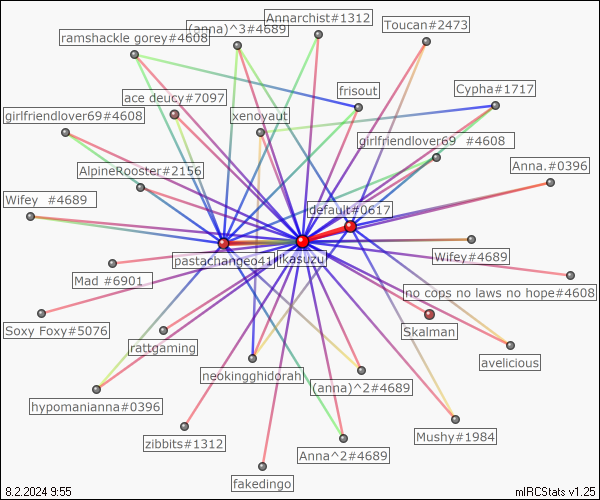 Annarchist#1312
Toucan#2473
(anna)^3#4689
ramshackle gorey#4608
frisout
Cypha#1717
ace deucy#7097
xenoyaut
girlfriendlover69#4608
girlfriendlover69 #4608
Anna.#0396
AlpineRooster#2156
Wifey #4689
default#0617
Wifey#4689
pastachangeo41
ikasuzu
Mad #6901
no cops no laws no hope#4608
Soxy Foxy#5076
Skalman
rattgaming
avelicious
neokingghidorah
(anna)^2#4689
hypomanianna#0396
zibbits#1312
Mushy#1984
Anna^2#4689
fakedingo
8.2.2024 9:55
mIRCStats v1.25